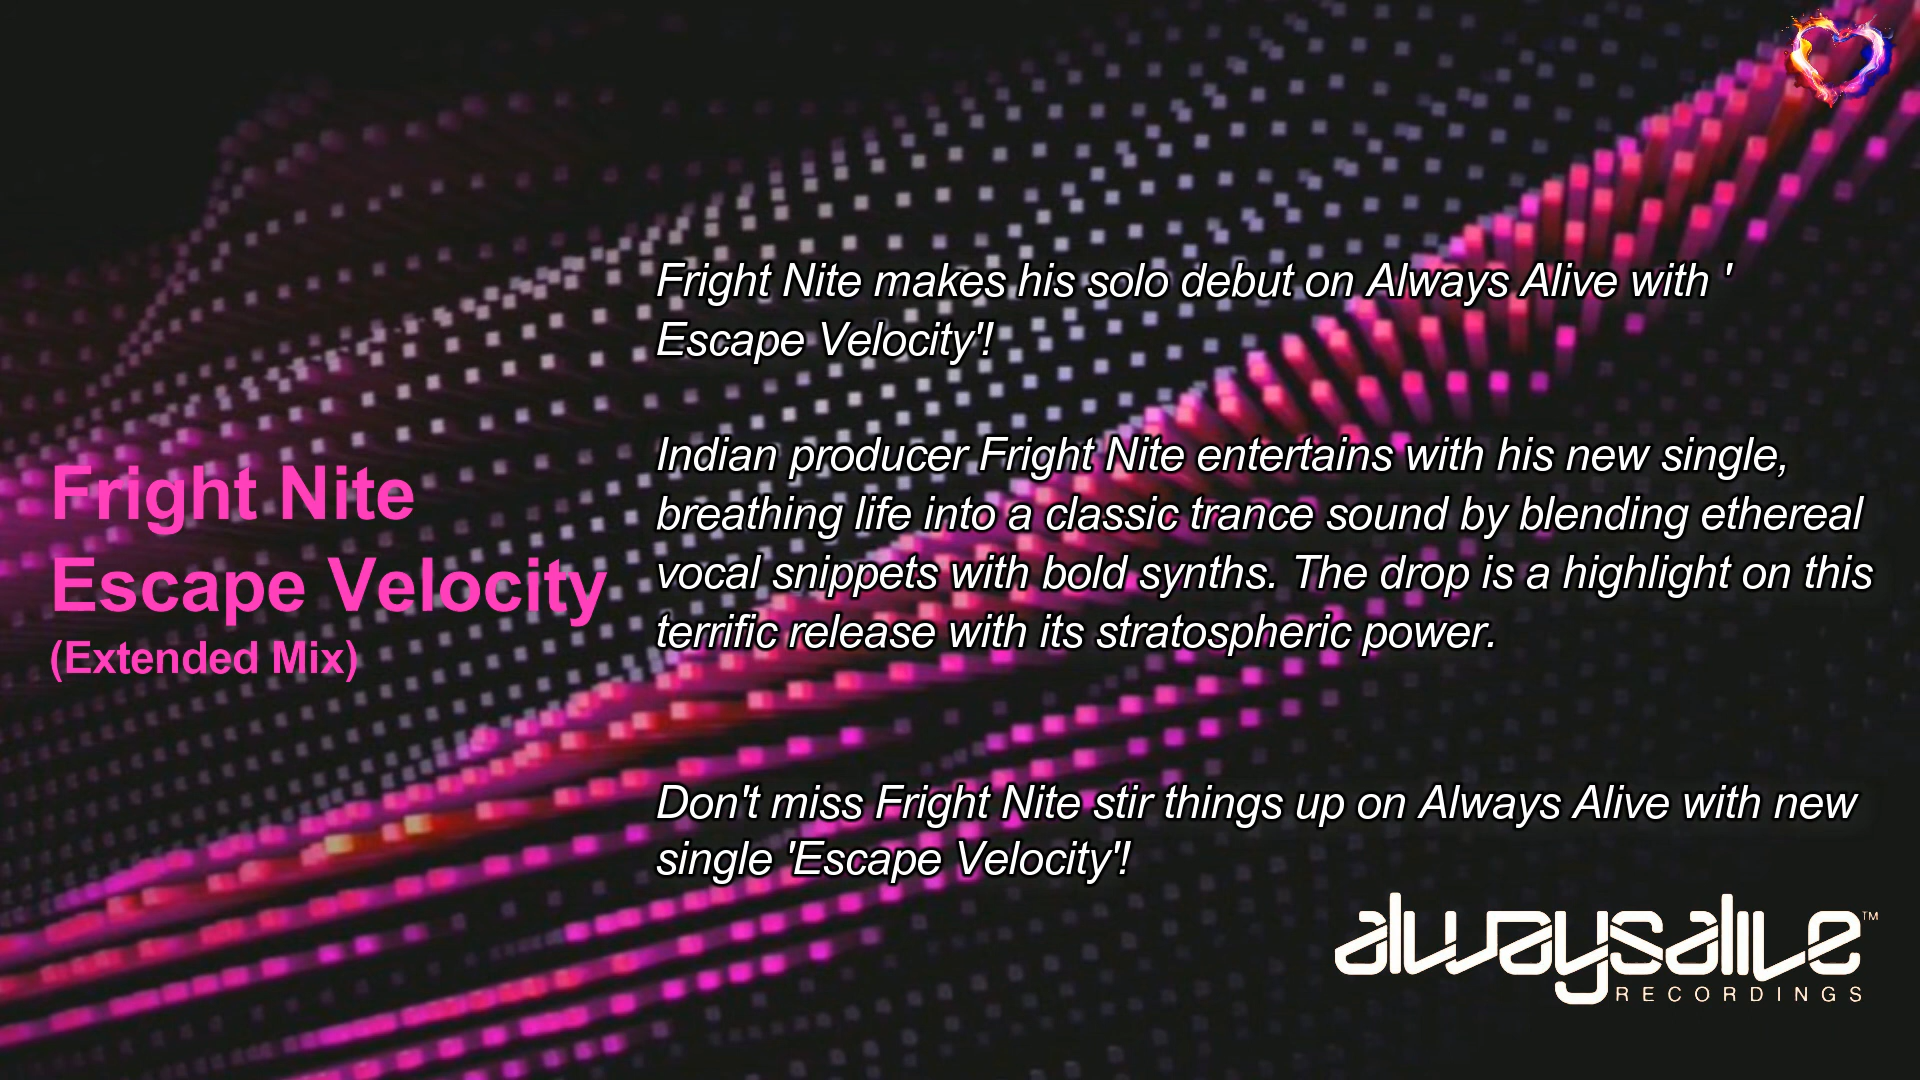 Fright Nite
Escape Velocity
(Extended Mix)
Fright Nite makes his solo debut on Always Alive with '
Escape Velocity'!
Indian producer Fright Nite entertains with his new single,
breathing life into a classic trance sound by blending ethereal
vocal snippets with bold synths. The drop is a highlight on this
terrific release with its stratospheric power.
Don't miss Fright Nite stir things up on Always Alive with new
single 'Escape Velocity'!
alwaysalive™
RECORDINGS